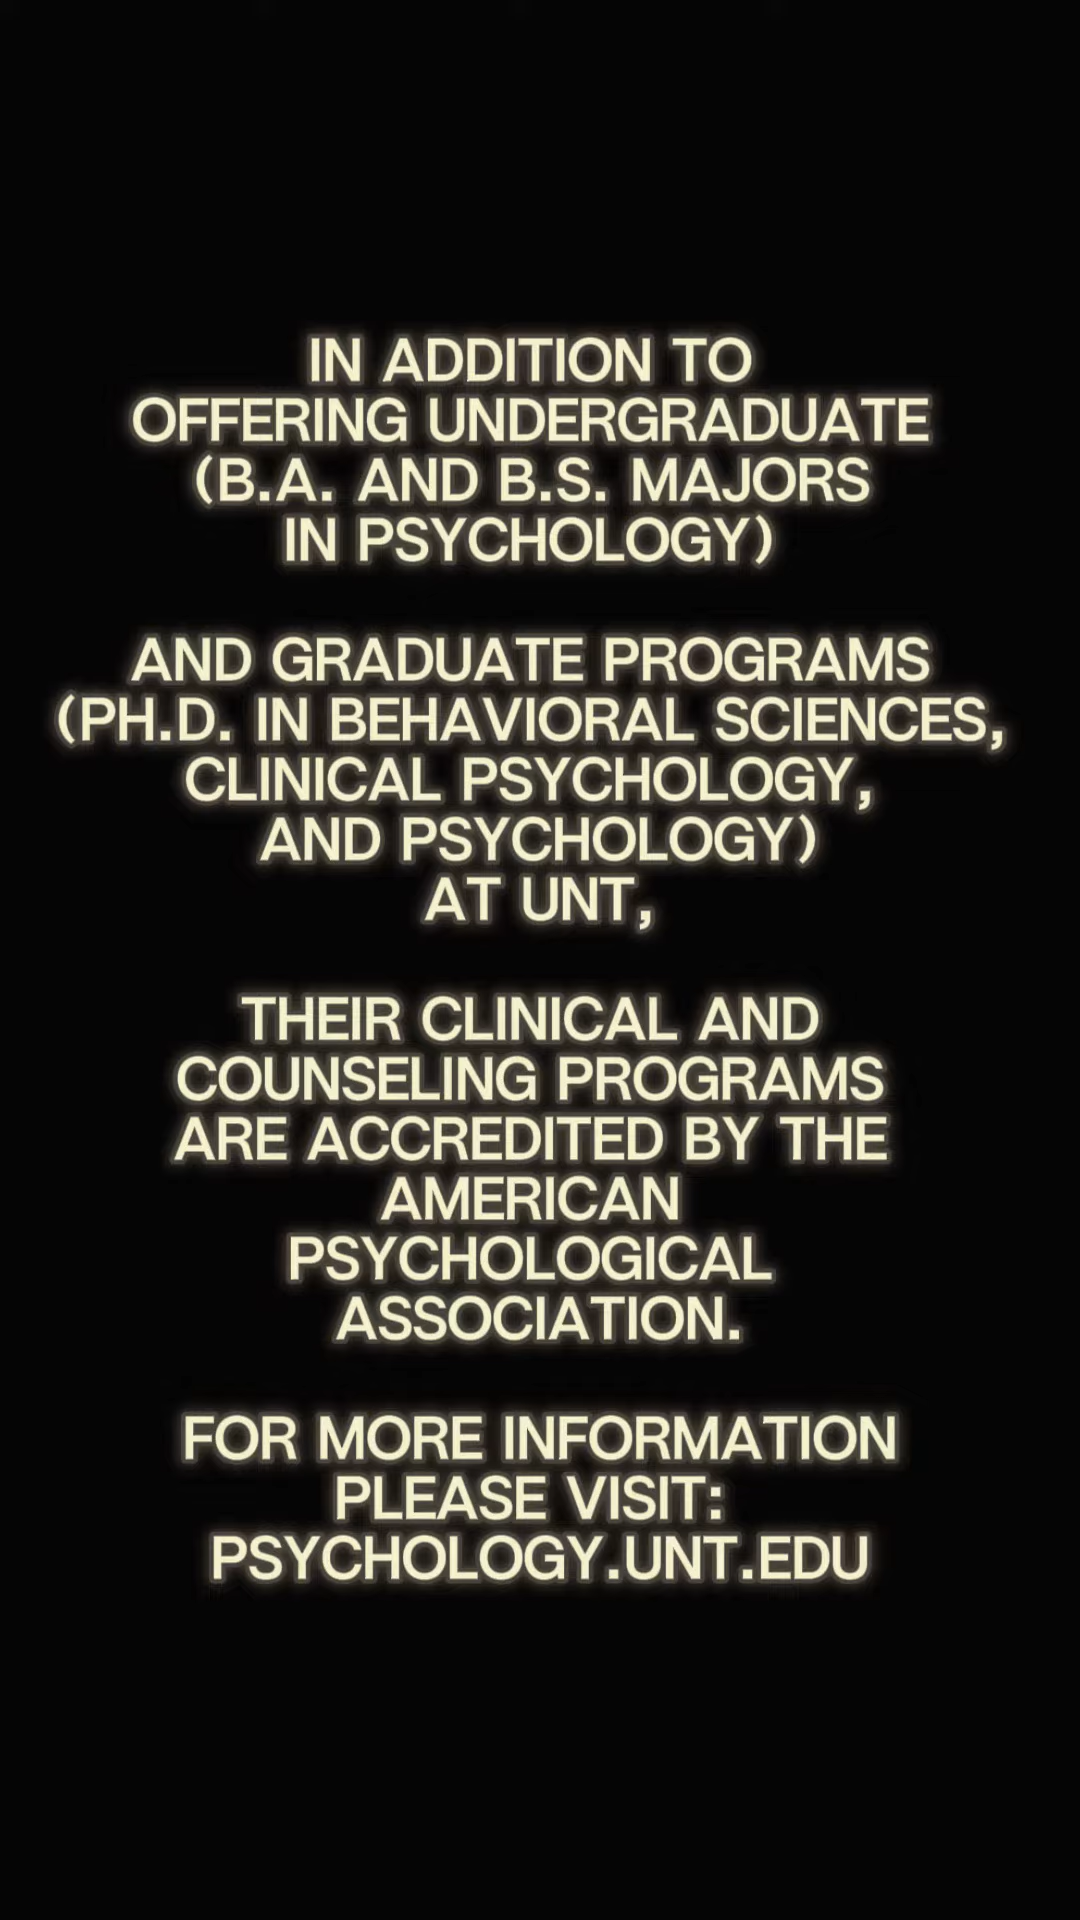 IN ADDITION TO
OFFERING UNDERGRADUATE
(B.A. AND B.S. MAJORS
IN PSYCHOLOGY)
AND GRADUATE PROGRAMS
(PH.D. IN BEHAVIORAL SCIENCES,
CLINICAL PSYCHOLOGY,
AND PSYCHOLOGY)
AT UNT,
THEIR CLINICAL AND
COUNSELING PROGRAMS
ARE ACCREDITED BY THE
AMERICAN
PSYCHOLOGICAL
ASSOCIATION.
FOR MORE INFORMATION
PLEASE VISIT:
PSYCHOLOGY.UNT.EDU